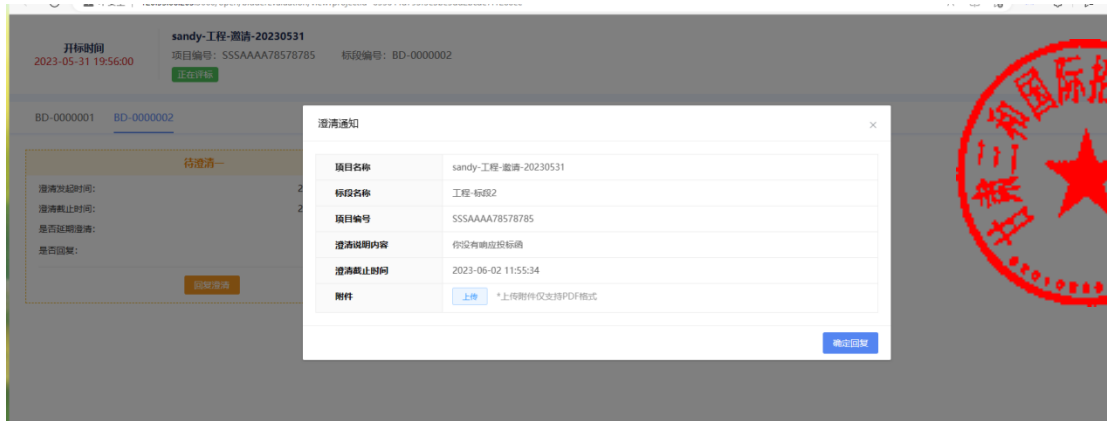 开标时间
2023-05-31 19:56:00
sandy-工程-邀请-20230531
项目编号：SSSAAAA78578785 标段编号：BD-0000002
正在评标
BD-0000001 BD-0000002
待澄清一
澄清发起时间：
澄清截止时间：
是否延期澄清：
是否回复：
回复澄清
澄清通知
项目名称 sandy-工程-邀请-20230531
标段名称 工程-标段2
项目编号 SSSAAAA78578785
澄清说明内容 你没有响应投标函
澄清截止时间 2023-06-02 11:55:34
附件 上传 *上传附件仅支持PDF格式
确定回复